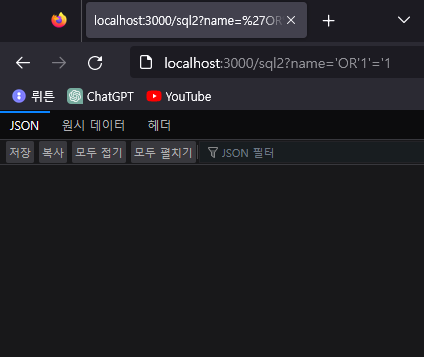 localhost:3000/sql2?name=%27OR
localhost:3000/sql2?name='OR'1'='1
뤼튼 ChatGPT YouTube
JSON 원시 데이터 헤더
저장 복사 모두 접기 모두 펼치기 JSON 필터